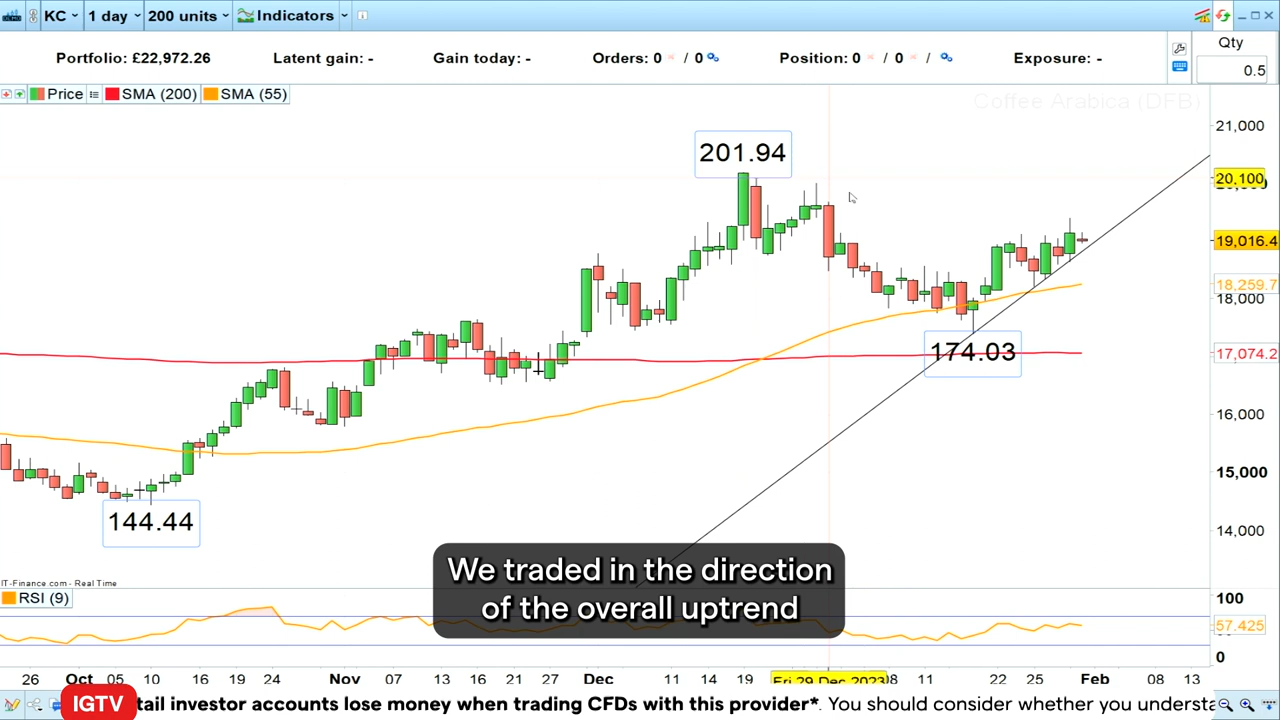 KC 1 day 200 units Indicators
Portfolio: £22,972.26 Latent gain: - Gain today: - Orders: 0 / 0 Position: 0 / 0 / Exposure: -
Qty
0.5
Price SMA (200) SMA (55)
Coffee Arabica (DFB)
21,000
201.94
20,100
19,016.4
18,259.7
18,000
174.03
17,074.2
16,000
15,000
144.44
14,000
We traded in the direction
of the overall uptrend
IT-Finance.com - Real Time
RSI (9)
100
57.425
0
26 Oct 05 10 16 19 24 Nov 07 13 16 21 27 Dec 11 14 19 Fri 29 Dec 2023 08 11 22 25 Feb 08 13
IGTV
tail investor accounts lose money when trading CFDs with this provider*. You should consider whether you understa